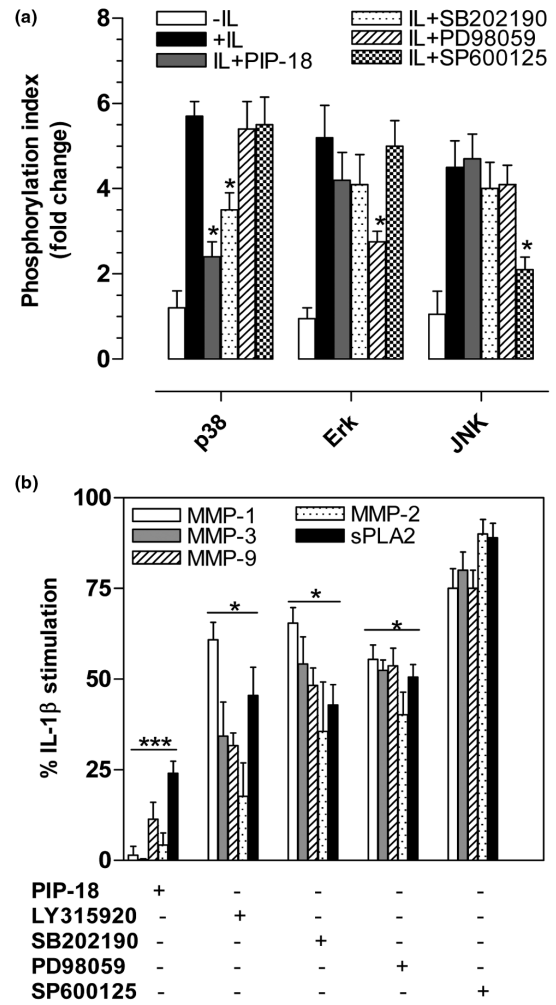 (a)
-IL
+IL
IL+PIP-18
IL+SB202190
IL+PD98059
IL+SP600125
Phosphorylation index
(fold change)
8
6
4
2
0
*
*
*
*
p38
Erk
JNK
(b)
% IL-1β stimulation
100
75
50
25
0
MMP-1
MMP-3
MMP-9
MMP-2
sPLA2
***
*
*
*
PIP-18 + - - - -
LY315920 - + - - -
SB202190 - - + - -
PD98059 - - - + -
SP600125 - - - - +